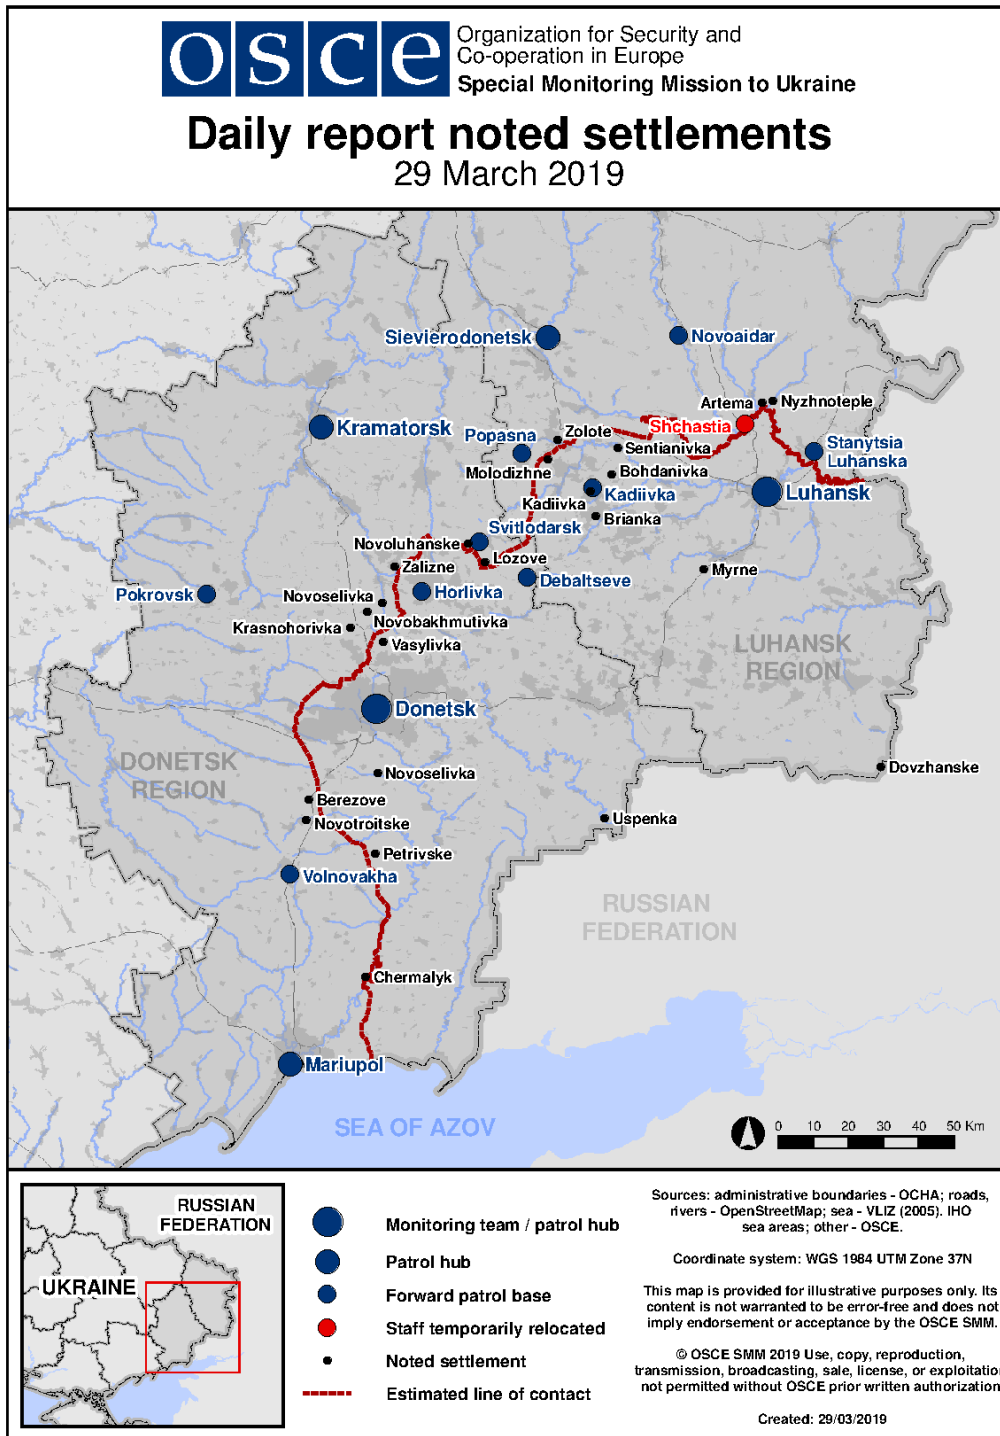 osce
Organization for Security and
Co-operation in Europe
Special Monitoring Mission to Ukraine
Daily report noted settlements
29 March 2019
Sievierodonetsk
Novoaidar
Artema
Nyzhnoteple
Kramatorsk
Shchastia
Popasna
Zolote
Sentianivka
Stanytsia
Luhanska
Molodizhne
Bohdanivka
Kadiivka
Kadiivka
Luhansk
Brianka
Svitlodarsk
Novoluhanske
Lozove
Zalizne
Myrne
Debaltseve
Pokrovsk
Horlivka
Novoselivka
Novobakhmutivka
Krasnohorivka
Vasylivka
LUHANSK
REGION
Donetsk
DONETSK
REGION
Novoselivka
Dovzhanske
Berezove
Novotroitske
Uspenka
Petrivske
Volnovakha
RUSSIAN
FEDERATION
Chermalyk
Mariupol
SEA OF AZOV
0 10 20 30 40 50 Km
RUSSIAN
FEDERATION
UKRAINE
Monitoring team / patrol hub
Patrol hub
Forward patrol base
Staff temporarily relocated
Noted settlement
Estimated line of contact
Sources: administrative boundaries - OCHA; roads,
rivers - OpenStreetMap; sea - VLIZ (2005). IHO
sea areas; other - OSCE.
Coordinate system: WGS 1984 UTM Zone 37N
This map is provided for illustrative purposes only. Its
content is not warranted to be error-free and does not
imply endorsement or acceptance by the OSCE SMM.
© OSCE SMM 2019 Use, copy, reproduction,
transmission, broadcasting, sale, license, or exploitation
not permitted without OSCE prior written authorization
Created: 29/03/2019